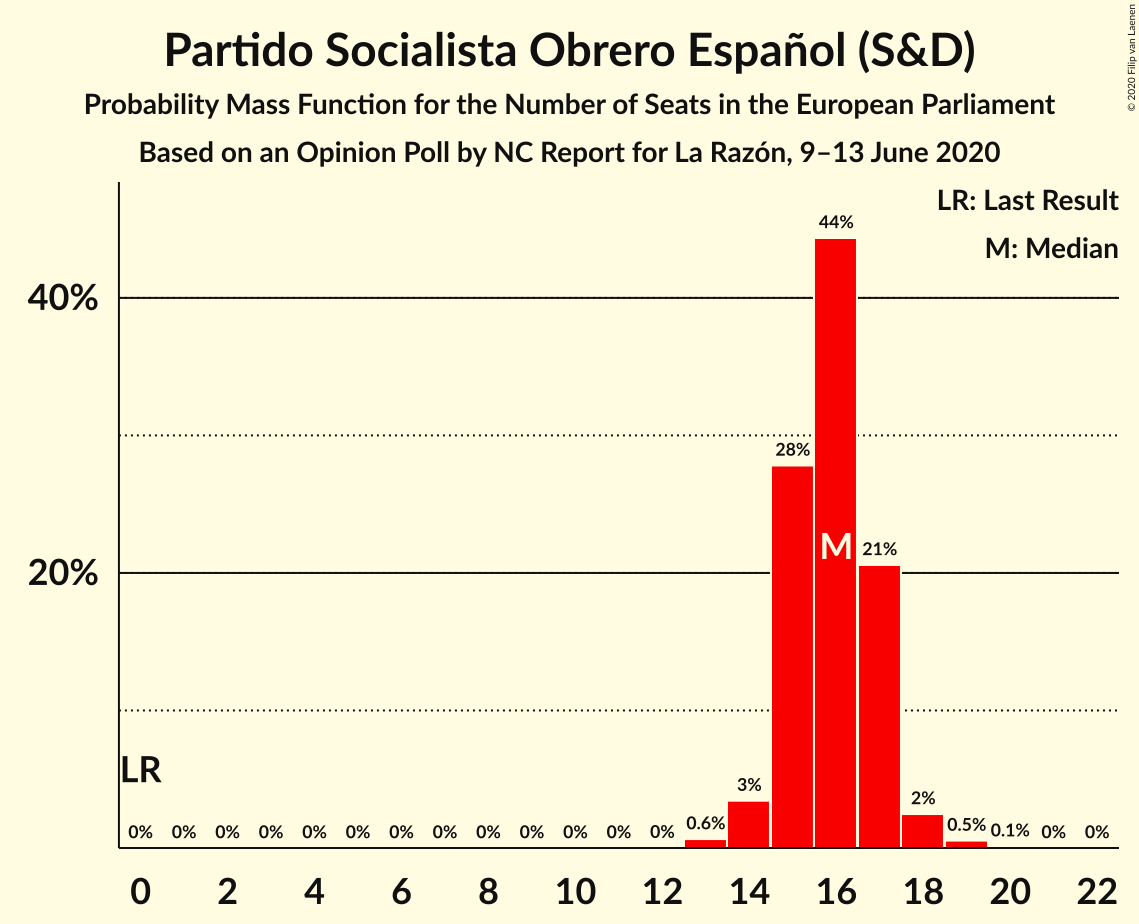 Partido Socialista Obrero Español (S&D)
Probability Mass Function for the Number of Seats in the European Parliament
Based on an Opinion Poll by NC Report for La Razón, 9–13 June 2020
© 2020 Filip van Laenen
LR: Last Result
M: Median
44%
40%
28%
M
21%
20%
LR
3%
2%
0% 0% 0% 0% 0% 0% 0% 0% 0% 0% 0% 0% 0% 0.6% 0.5% 0.1% 0% 0%
0 2 4 6 8 10 12 14 16 18 20 22